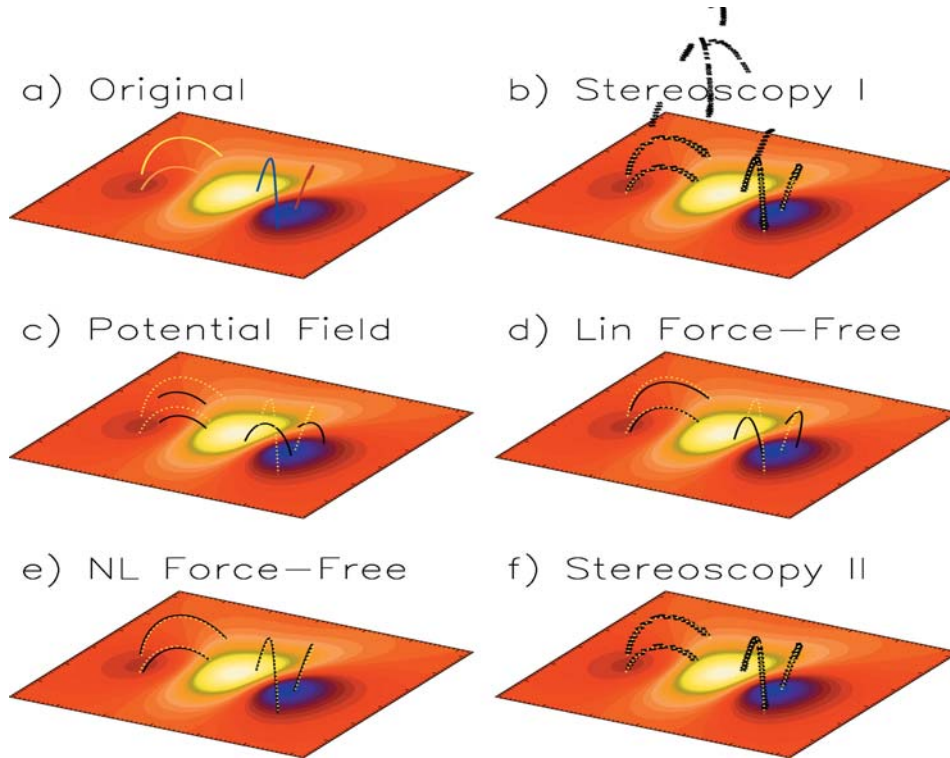 a) Original
b) Stereoscopy I
c) Potential Field
d) Lin Force-Free
e) NL Force-Free
f) Stereoscopy II